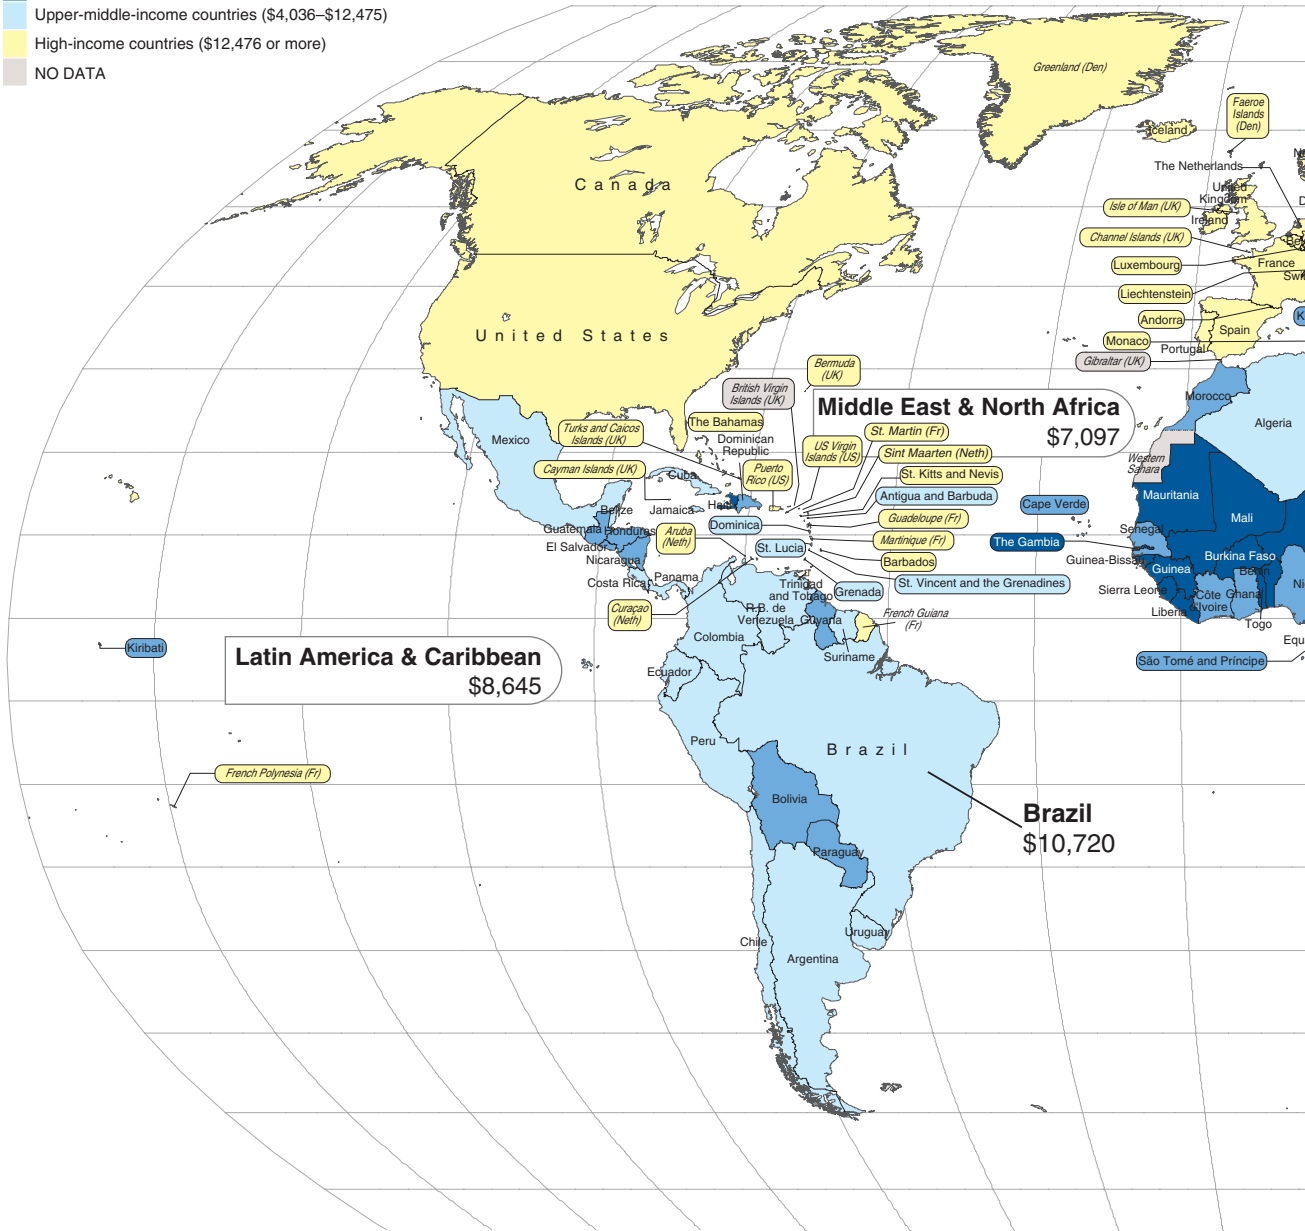 Upper-middle-income countries ($4,036–$12,475)
High-income countries ($12,476 or more)
NO DATA
Greenland (Den)
Faeroe
Islands
(Den)
Iceland
The Netherlands
Canada
United
Kingdom
Isle of Man (UK)
Ireland
Channel Islands (UK)
Luxembourg
France
Liechtenstein
Andorra
Spain
United States
Monaco
Portugal
Gibraltar (UK)
Bermuda
(UK)
British Virgin
Islands (UK)
Morocco
Middle East & North Africa
$7,097
The Bahamas
Turks and Caicos
Islands (UK)
Mexico
Dominican
Republic
US Virgin
Islands (US)
St. Martin (Fr)
Sint Maarten (Neth)
Algeria
Western
Sahara
Cayman Islands (UK)
Cuba
Puerto
Rico (US)
St. Kitts and Nevis
Antigua and Barbuda
Mauritania
Belize
Jamaica
Haiti
Cape Verde
Guatemala
Honduras
Aruba
(Neth)
Dominica
Guadeloupe (Fr)
Mali
Senegal
El Salvador
St. Lucia
Martinique (Fr)
The Gambia
Nicaragua
Barbados
Guinea-Bissau
Burkina Faso
Guinea
Benin
Costa Rica
Panama
Trinidad
and Tobago
Grenada
St. Vincent and the Grenadines
Sierra Leone
Côte
d'Ivoire
Ghana
Curaçao
(Neth)
R.B. de
Venezuela
Guyana
French Guiana
(Fr)
Liberia
Togo
Colombia
Kiribati
Latin America & Caribbean
$8,645
Suriname
São Tomé and Príncipe
Ecuador
Peru
Brazil
French Polynesia (Fr)
Bolivia
Brazil
$10,720
Paraguay
Chile
Uruguay
Argentina